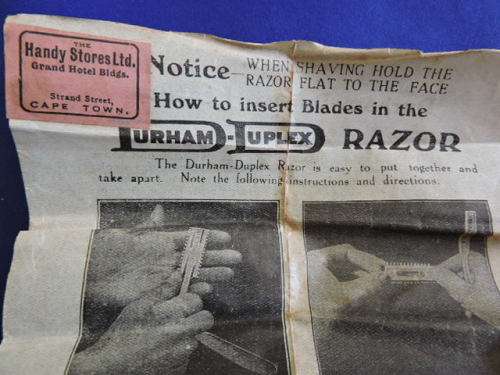 THE
Handy Stores Ltd.
Grand Hotel Bldgs.
Strand Street,
CAPE TOWN.
Notice— WHEN SHAVING HOLD THE
RAZOR FLAT TO THE FACE
How to insert Blades in the
DURHAM-DUPLEX RAZOR
The Durham-Duplex Razor is easy to put together and
take apart. Note the following instructions and directions.